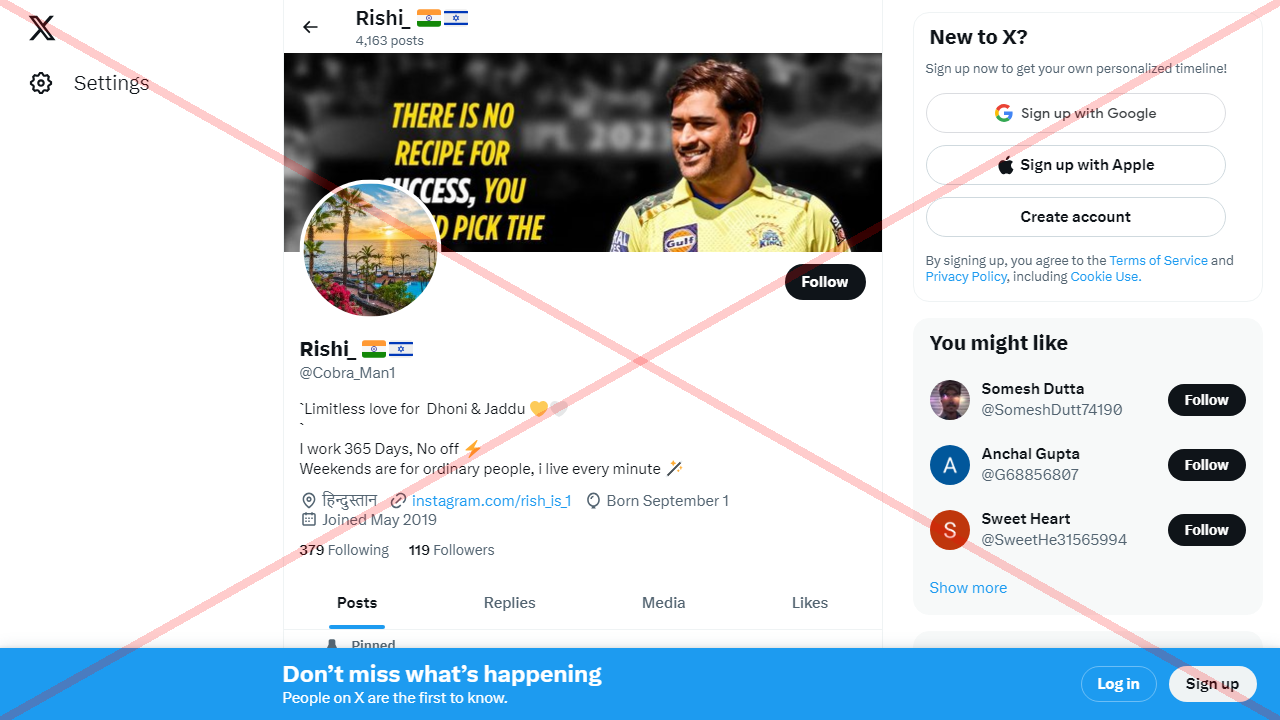 Settings
Rishi_ 🇮🇳🇮🇱
4,163 posts
THERE IS NO
RECIPE FOR
SUCCESS, YOU
PICK THE
IPL 202
Gulf
CHENNAI
SUPER
KINGS
Follow
Rishi_ 🇮🇳🇮🇱
@Cobra_Man1
`Limitless love for Dhoni & Jaddu 💛🤍
`
I work 365 Days, No off ⚡
Weekends are for ordinary people, i live every minute 🪄
हिन्दुस्तान instagram.com/rish_is_1 Born September 1
Joined May 2019
379 Following 119 Followers
Posts Replies Media Likes
Pinned
New to X?
Sign up now to get your own personalized timeline!
Sign up with Google
Sign up with Apple
Create account
By signing up, you agree to the Terms of Service and
Privacy Policy, including Cookie Use.
You might like
Somesh Dutta
@SomeshDutt74190
Follow
A
Anchal Gupta
@G68856807
Follow
S
Sweet Heart
@SweetHe31565994
Follow
Show more
Don’t miss what’s happening
People on X are the first to know.
Log in
Sign up